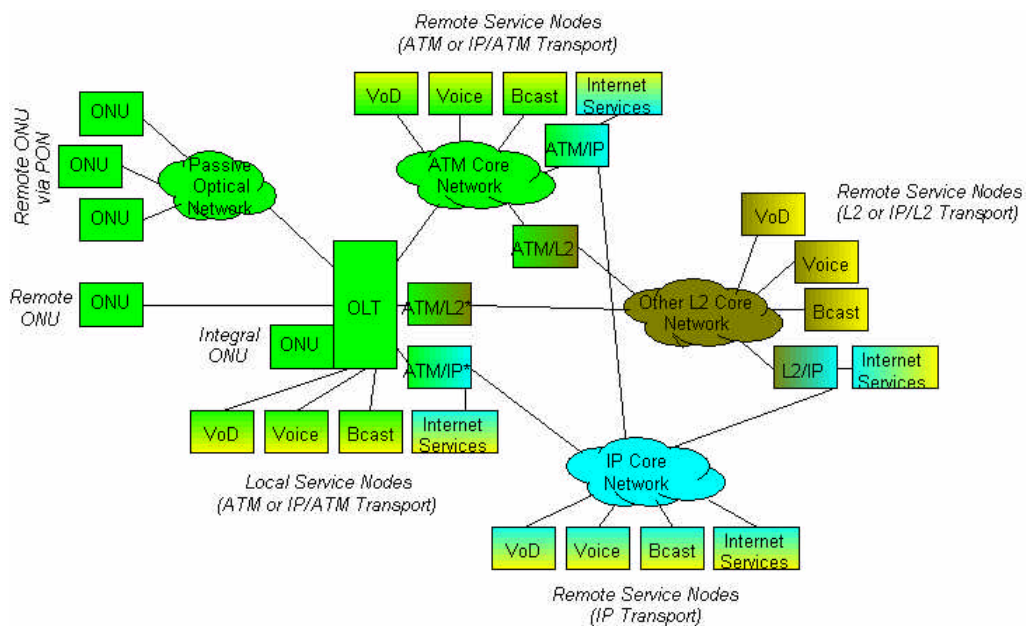 Remote Service Nodes
(ATM or IP/ATM Transport)
VoD
Voice
Bcast
Internet
Services
ONU
ONU
ONU
Remote ONU
via PON
Passive
Optical
Network
ATM Core
Network
ATM/IP
ATM/L2
Remote Service Nodes
(L2 or IP/L2 Transport)
VoD
Voice
Bcast
Other L2 Core
Network
L2/IP
Internet
Services
Remote
ONU
ONU
OLT
ATM/L2*
Integral
ONU
ONU
ATM/IP*
VoD
Voice
Bcast
Internet
Services
Local Service Nodes
(ATM or IP/ATM Transport)
IP Core
Network
VoD
Voice
Bcast
Internet
Services
Remote Service Nodes
(IP Transport)